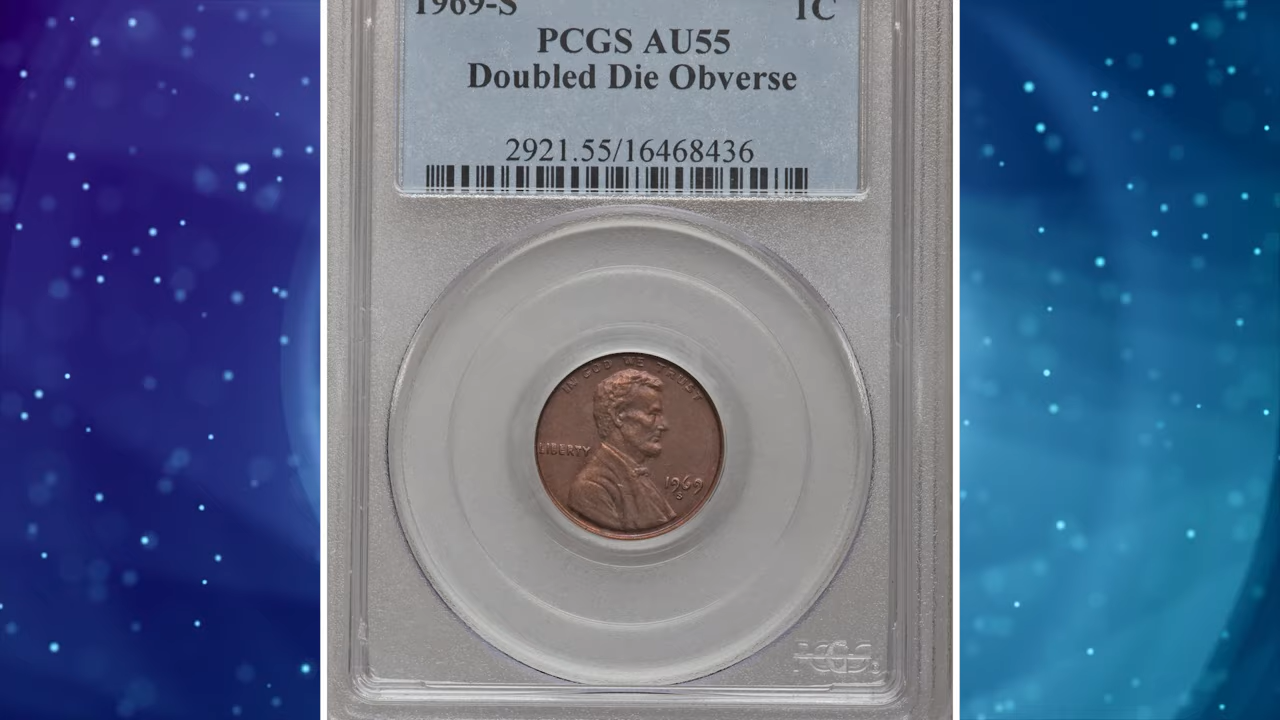 1969-S 1C
PCGS AU55
Doubled Die Obverse
2921.55/16468436
IN GOD WE TRUST
LIBERTY
1969
S
PCGS